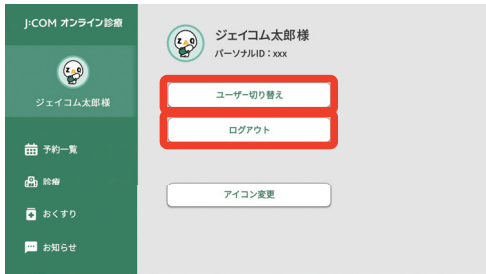 J:COM オンライン診療
ジェイコム太郎様
予約一覧
診療
おくすり
お知らせ
ジェイコム太郎様
パーソナルID：xxx
ユーザー切り替え
ログアウト
アイコン変更